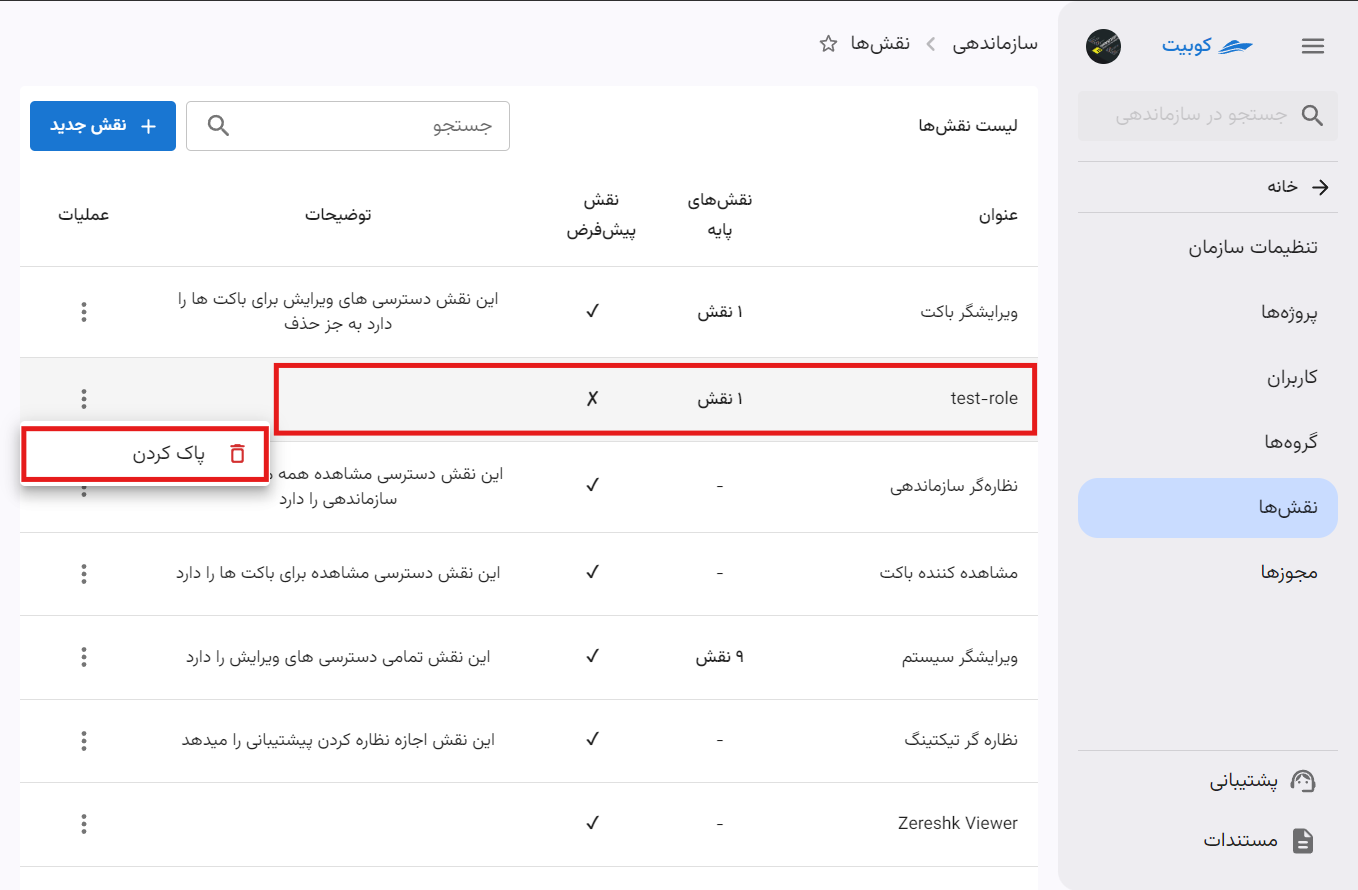 کوبیت
جستجو در سازماندهی
خانه
تنظیمات سازمان
پروژه‌ها
کاربران
گروه‌ها
نقش‌ها
مجوزها
پشتیبانی
مستندات
سازماندهی
نقش‌ها
لیست نقش‌ها
جستجو
نقش جدید
عنوان
نقش‌های
پایه
نقش
پیش‌فرض
توضیحات
عملیات
ویرایشگر باکت
۱ نقش
✓
این نقش دسترسی های ویرایش برای باکت ها را
دارد به جز حذف
test-role
۱ نقش
✗
پاک کردن
نظاره‌گر سازماندهی
-
✓
این نقش دسترسی مشاهده همه
سازماندهی را دارد
مشاهده کننده باکت
-
✓
این نقش دسترسی مشاهده برای باکت ها را دارد
ویرایشگر سیستم
۹ نقش
✓
این نقش تمامی دسترسی های ویرایش را دارد
نظاره گر تیکتینگ
-
✓
این نقش اجازه نظاره کردن پیشتیبانی را میدهد
Zereshk Viewer
-
✓